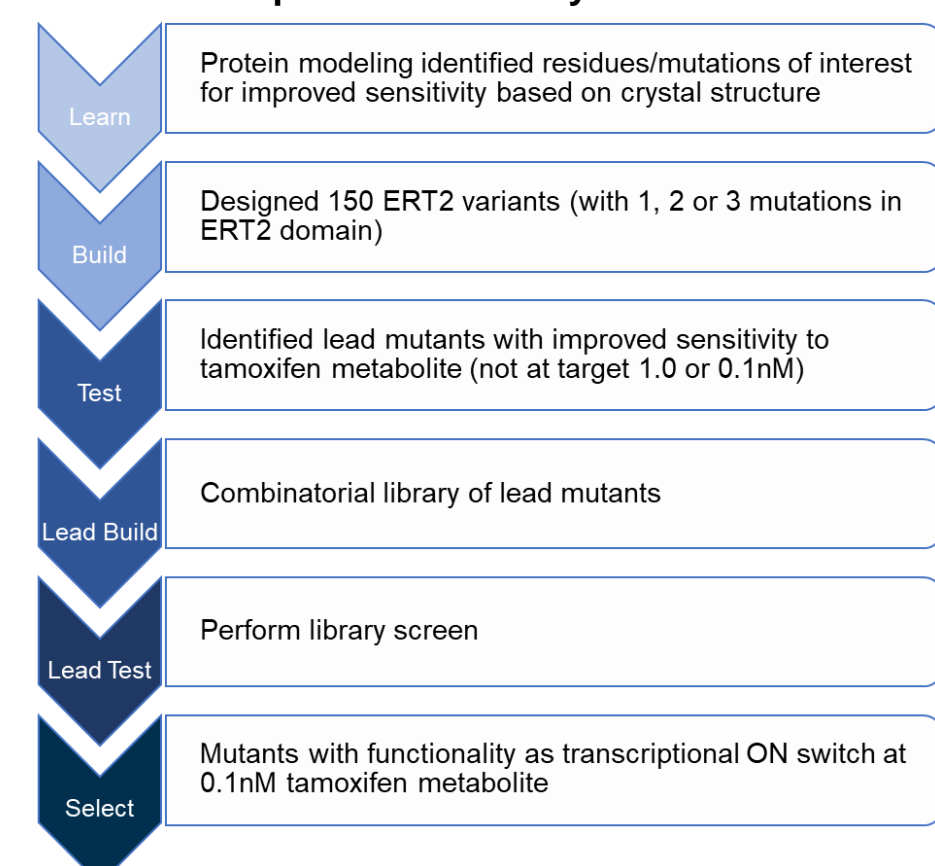 Learn
Protein modeling identified residues/mutations of interest
for improved sensitivity based on crystal structure
Build
Designed 150 ERT2 variants (with 1, 2 or 3 mutations in
ERT2 domain)
Test
Identified lead mutants with improved sensitivity to
tamoxifen metabolite (not at target 1.0 or 0.1nM)
Lead Build
Combinatorial library of lead mutants
Lead Test
Perform library screen
Select
Mutants with functionality as transcriptional ON switch at
0.1nM tamoxifen metabolite